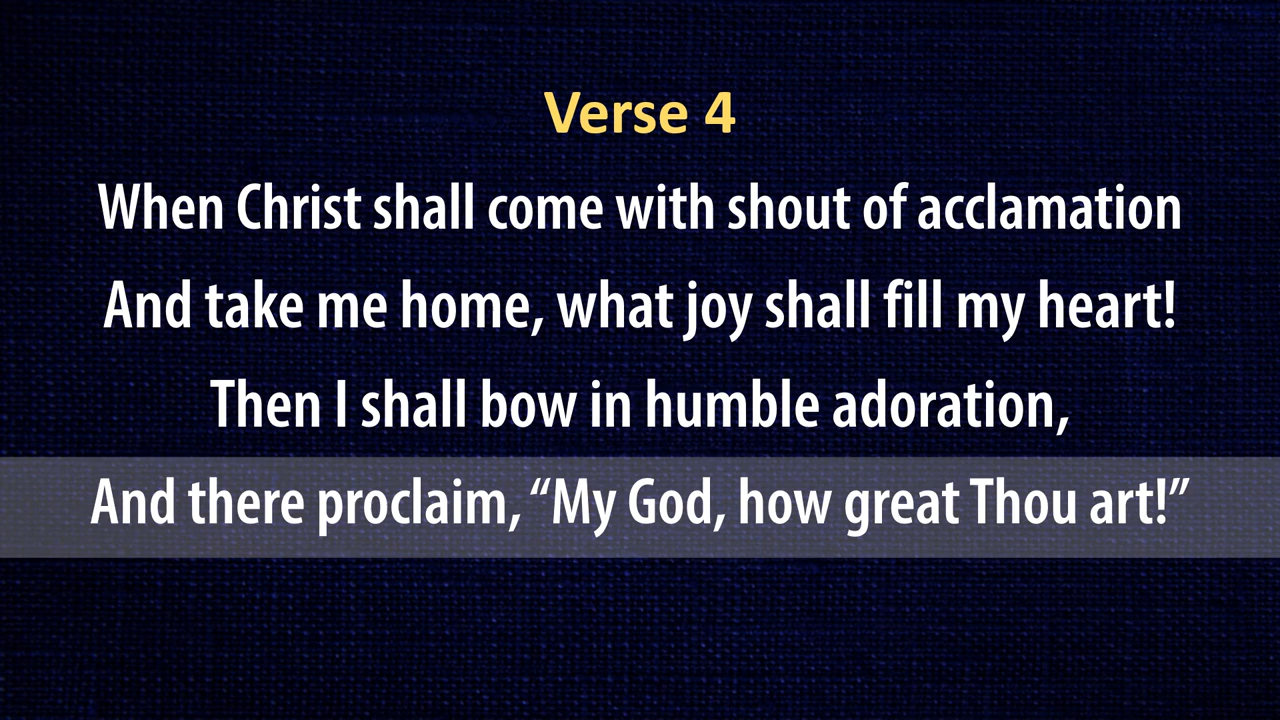 Verse 4
When Christ shall come with shout of acclamation
And take me home, what joy shall fill my heart!
Then I shall bow in humble adoration,
And there proclaim, “My God, how great Thou art!”